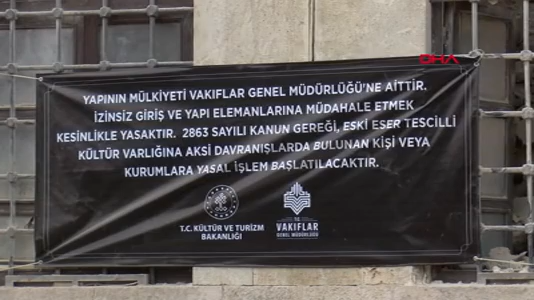 DHA
YAPININ MÜLKİYETİ VAKIFLAR GENEL MÜDÜRLÜĞÜ'NE AİTTİR.
İZİNSİZ GİRİŞ VE YAPI ELEMANLARINA MÜDAHALE ETMEK
KESİNLİKLE YASAKTIR. 2863 SAYILI KANUN GEREĞİ, ESKİ ESER TESCİLLİ
KÜLTÜR VARLIĞINA AKSİ DAVRANIŞLARDA BULUNAN KİŞİ VEYA
KURUMLARA YASAL İŞLEM BAŞLATILACAKTIR.
T.C. KÜLTÜR VE TURİZM
BAKANLIĞI
T.C.
VAKIFLAR
GENEL MÜDÜRLÜĞÜ